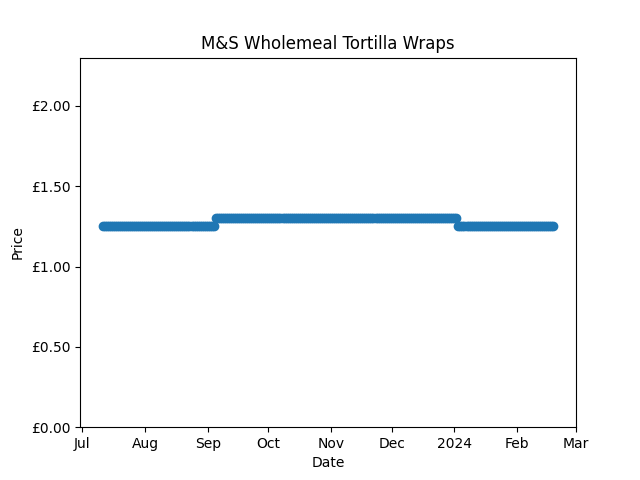 M&S Wholemeal Tortilla Wraps
£2.00
£1.50
£1.00
£0.50
£0.00
Price
Jul Aug Sep Oct Nov Dec 2024 Feb Mar
Date